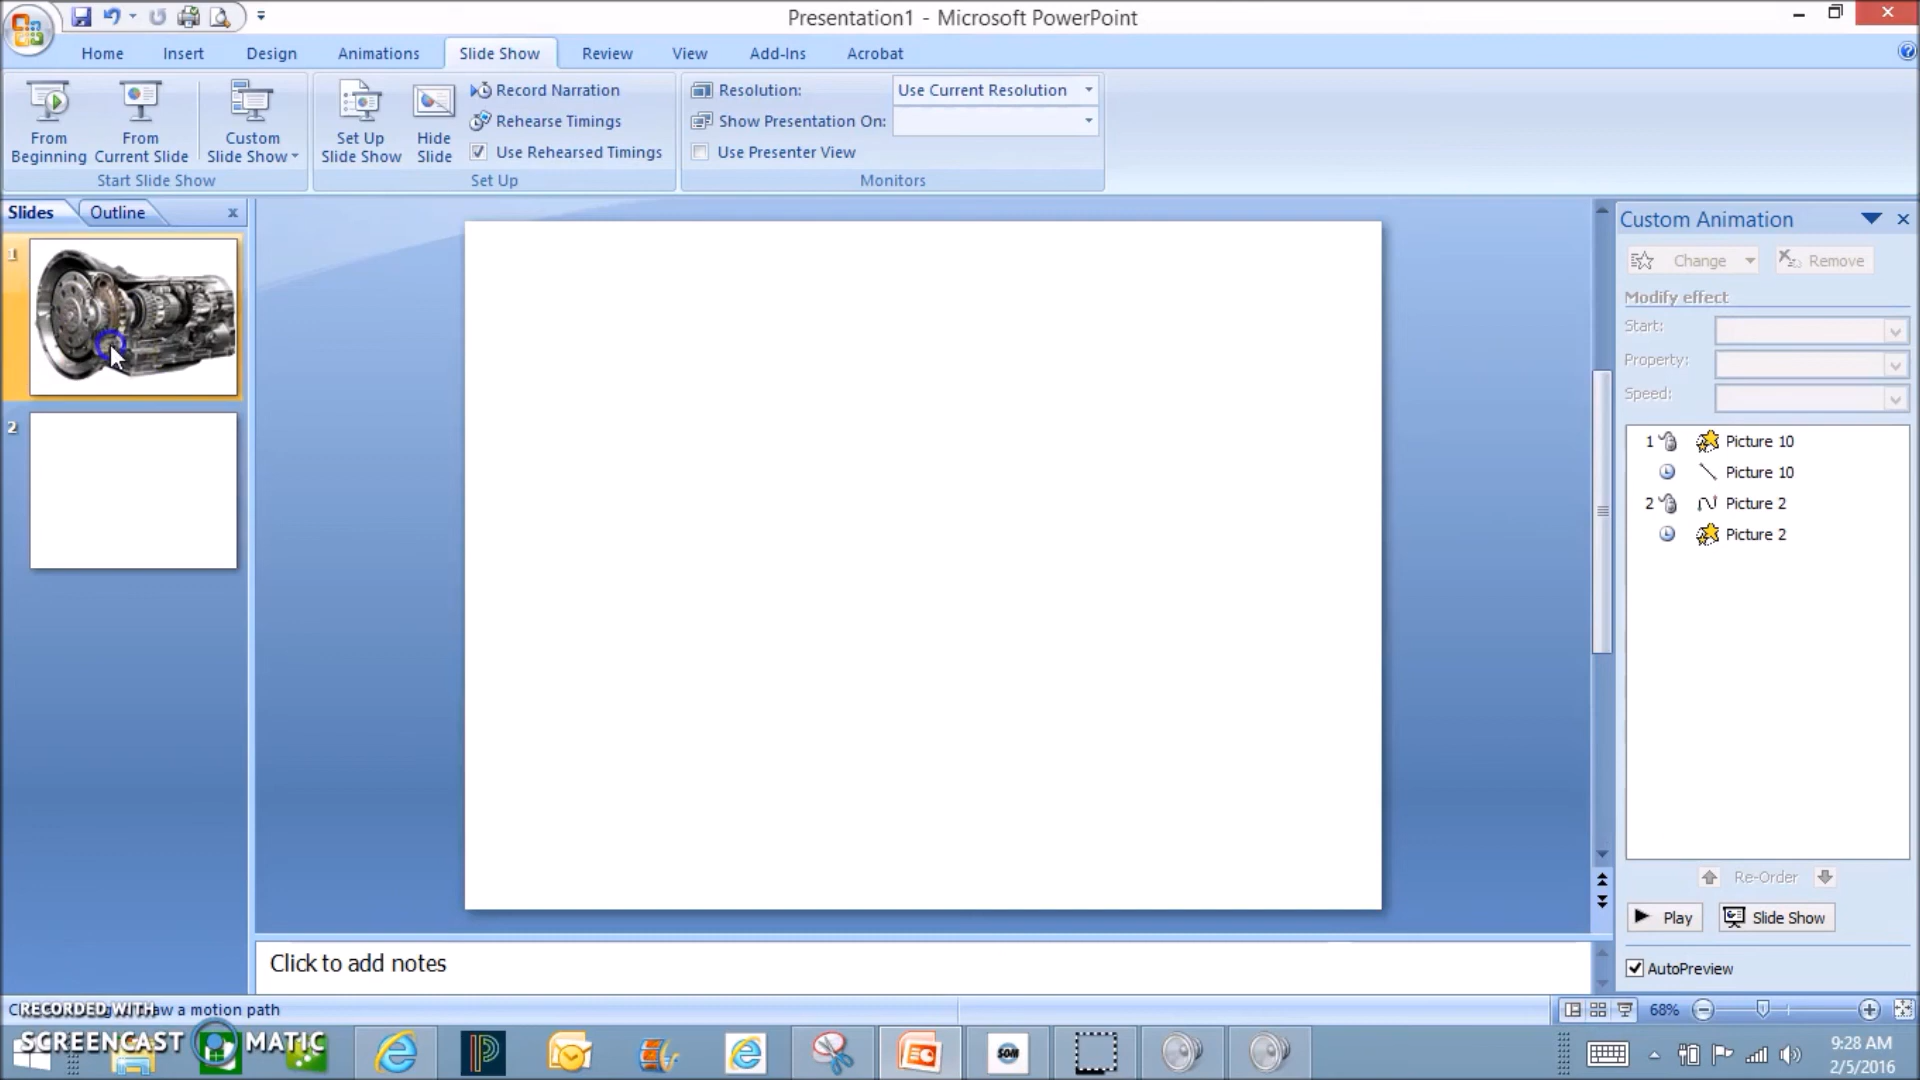 Presentation1 - Microsoft PowerPoint
Home Insert Design Animations Slide Show Review View Add-Ins Acrobat
From Beginning
From Current Slide
Custom Slide Show
Start Slide Show
Set Up Slide Show
Hide Slide
Record Narration
Rehearse Timings
Use Rehearsed Timings
Set Up
Resolution: Use Current Resolution
Show Presentation On:
Use Presenter View
Monitors
Slides Outline x
1
2
Custom Animation
Change Remove
Modify effect
Start:
Property:
Speed:
1 Picture 10
Picture 10
2 Picture 2
Picture 2
Re-Order
Play Slide Show
AutoPreview
Click to add notes
aw a motion path
68%
RECORDED WITH
SCREENCAST MATIC
SOM
9:28 AM
2/5/2016